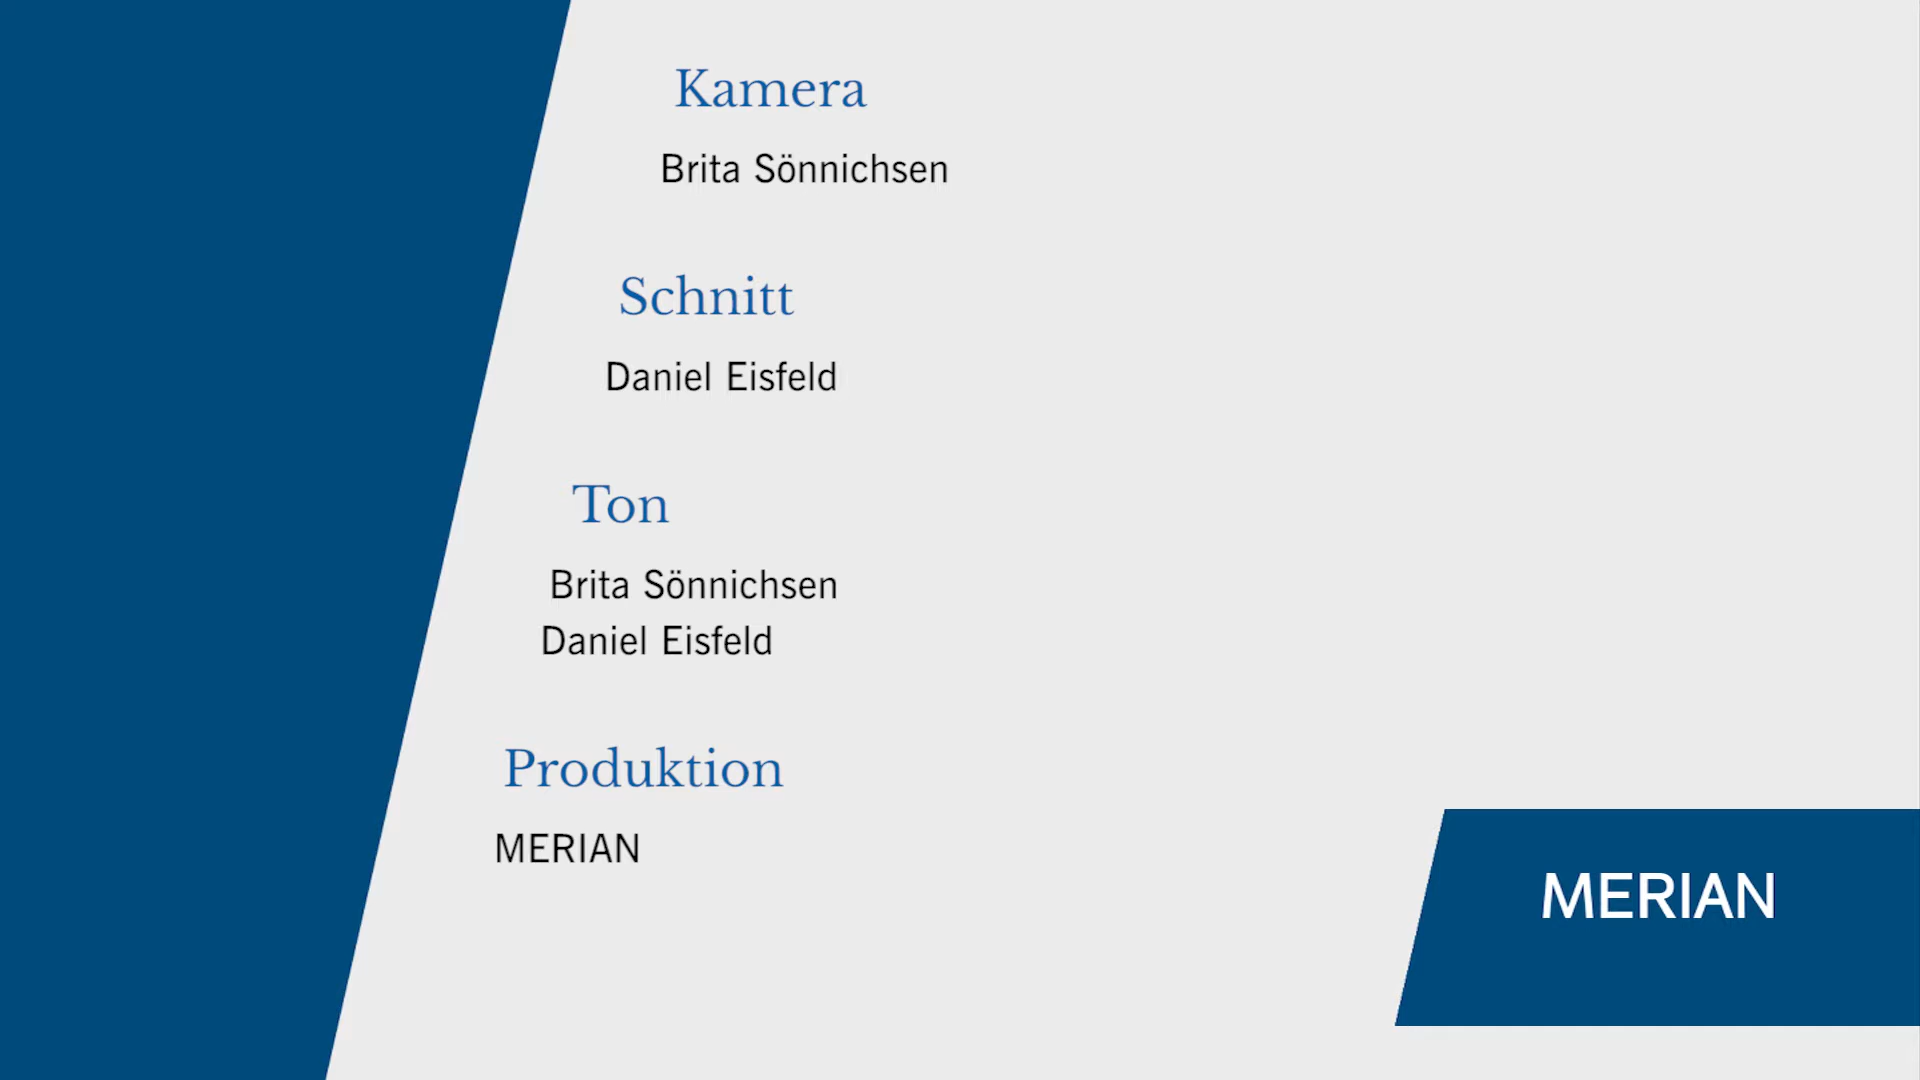 Kamera
Brita Sönnichsen
Schnitt
Daniel Eisfeld
Ton
Brita Sönnichsen
Daniel Eisfeld
Produktion
MERIAN
MERIAN